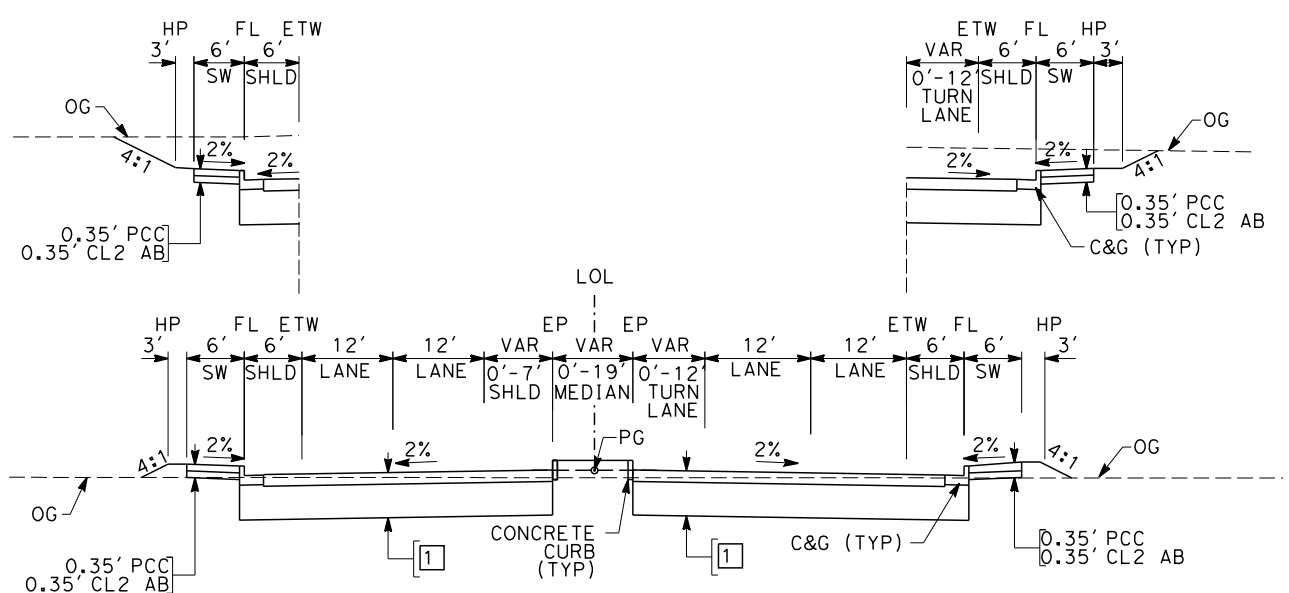 HP FL ETW
3' 6' 6'
SW SHLD
OG
4:1
2%
2%
0.35' PCC
0.35' CL2 AB
ETW FL HP
VAR 6' 6' 3'
0'-12' SHLD SW
TURN
LANE
OG
2%
2%
4:1
0.35' PCC
0.35' CL2 AB
C&G (TYP)
LOL
HP FL ETW EP EP ETW FL HP
3' 6' 6' 12' 12' VAR VAR VAR 12' 12' 6' 6' 3'
SW SHLD LANE LANE 0'-7' 0'-19' 0'-12' LANE LANE SHLD SW
SHLD MEDIAN TURN
LANE
PG
4:1
2%
2%
2%
2%
4:1
OG
OG
CONCRETE
CURB
(TYP)
C&G (TYP)
1
1
0.35' PCC
0.35' CL2 AB
0.35' PCC
0.35' CL2 AB